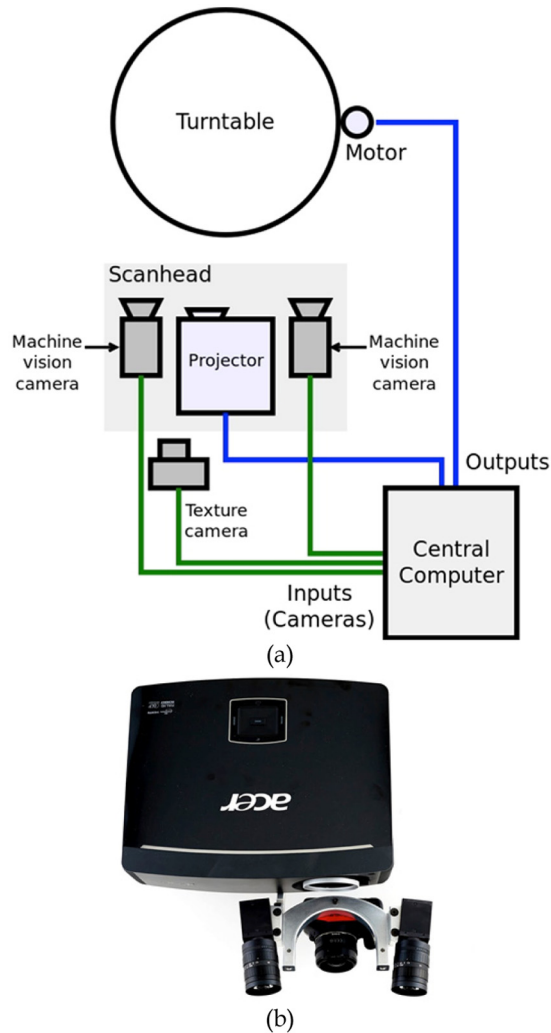 Turntable
Motor
Scanhead
Machine
vision
camera
Projector
Machine
vision
camera
Outputs
Texture
camera
Central
Computer
Inputs
(Cameras)
(a)
acer
(b)